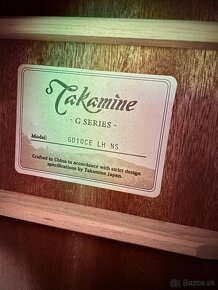 Takamine
- G SERIES -
Model: GD10CE LH NS
Crafted in China in accordance with strict design
specifications by Takamine Japan.
Bazos.sk